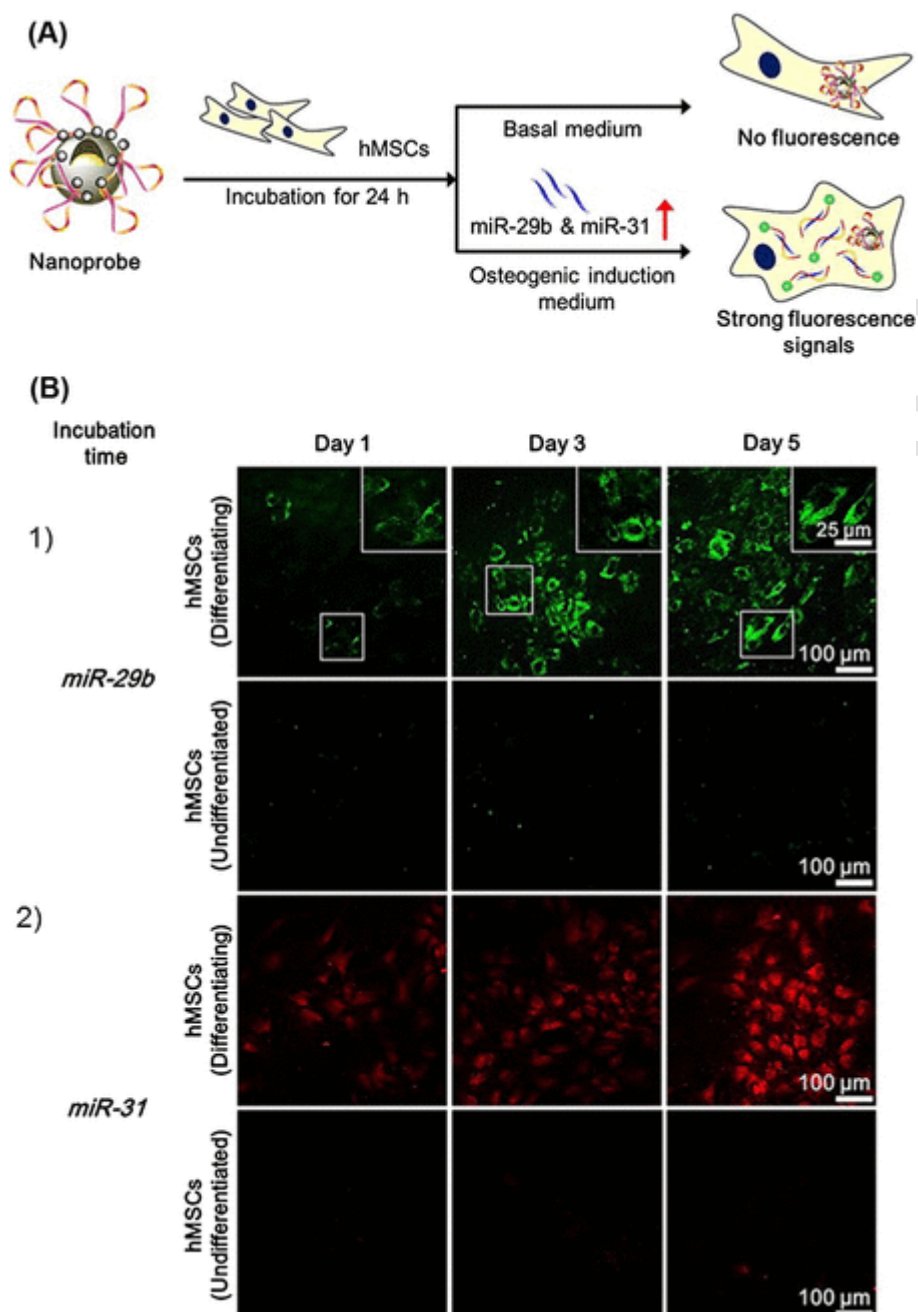 (A)
Nanoprobe
hMSCs
Incubation for 24 h
Basal medium
miR-29b & miR-31
Osteogenic induction
medium
No fluorescence
Strong fluorescence
signals
(B)
Incubation
time
Day 1
Day 3
Day 5
1)
miR-29b
hMSCs
(Differentiating)
25 µm
100 µm
hMSCs
(Undifferentiated)
100 µm
2)
miR-31
hMSCs
(Differentiating)
100 µm
hMSCs
(Undifferentiated)
100 µm